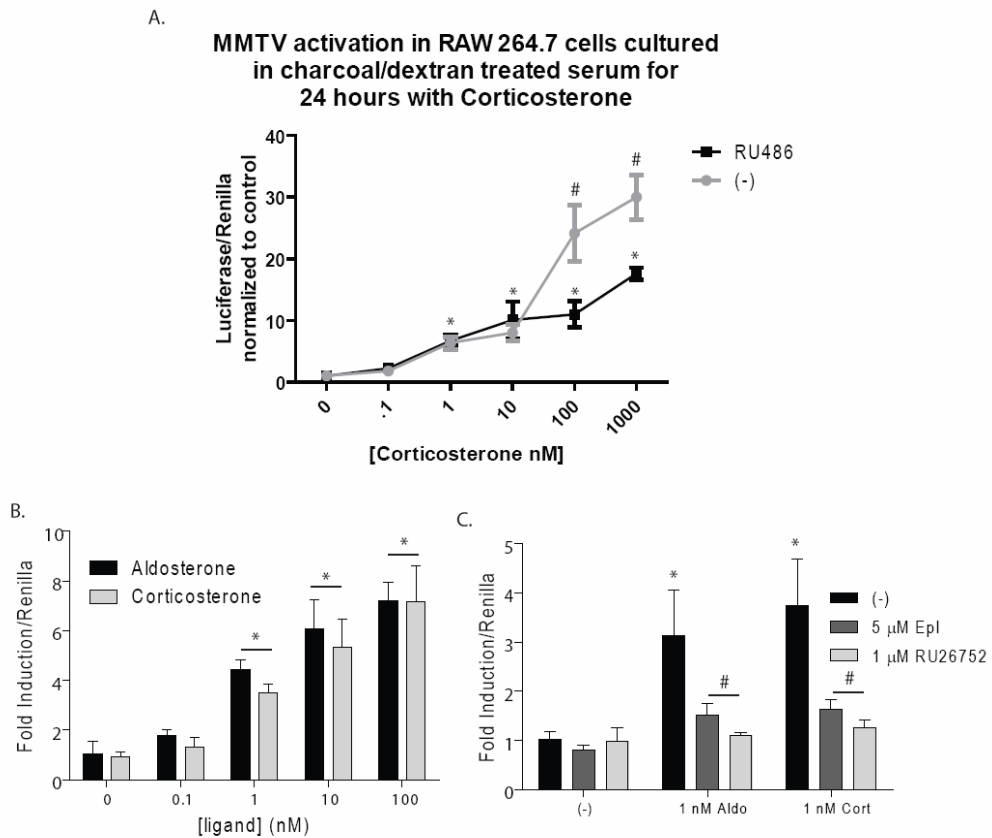 A.
MMTV activation in RAW 264.7 cells cultured
in charcoal/dextran treated serum for
24 hours with Corticosterone
Luciferase/Renilla
normalized to control
40
30
20
10
0
#
#
*
*
*
*
RU486
(-)
0
.1
1
10
100
1000
[Corticosterone nM]
B.
Fold Induction/Renilla
10
8
6
4
2
0
Aldosterone
Corticosterone
*
*
*
0
0.1
1
10
100
[ligand] (nM)
C.
Fold Induction/Renilla
5
4
3
2
1
0
*
*
#
#
(-)
5 μM Epl
1 μM RU26752
(-)
1 nM Aldo
1 nM Cort